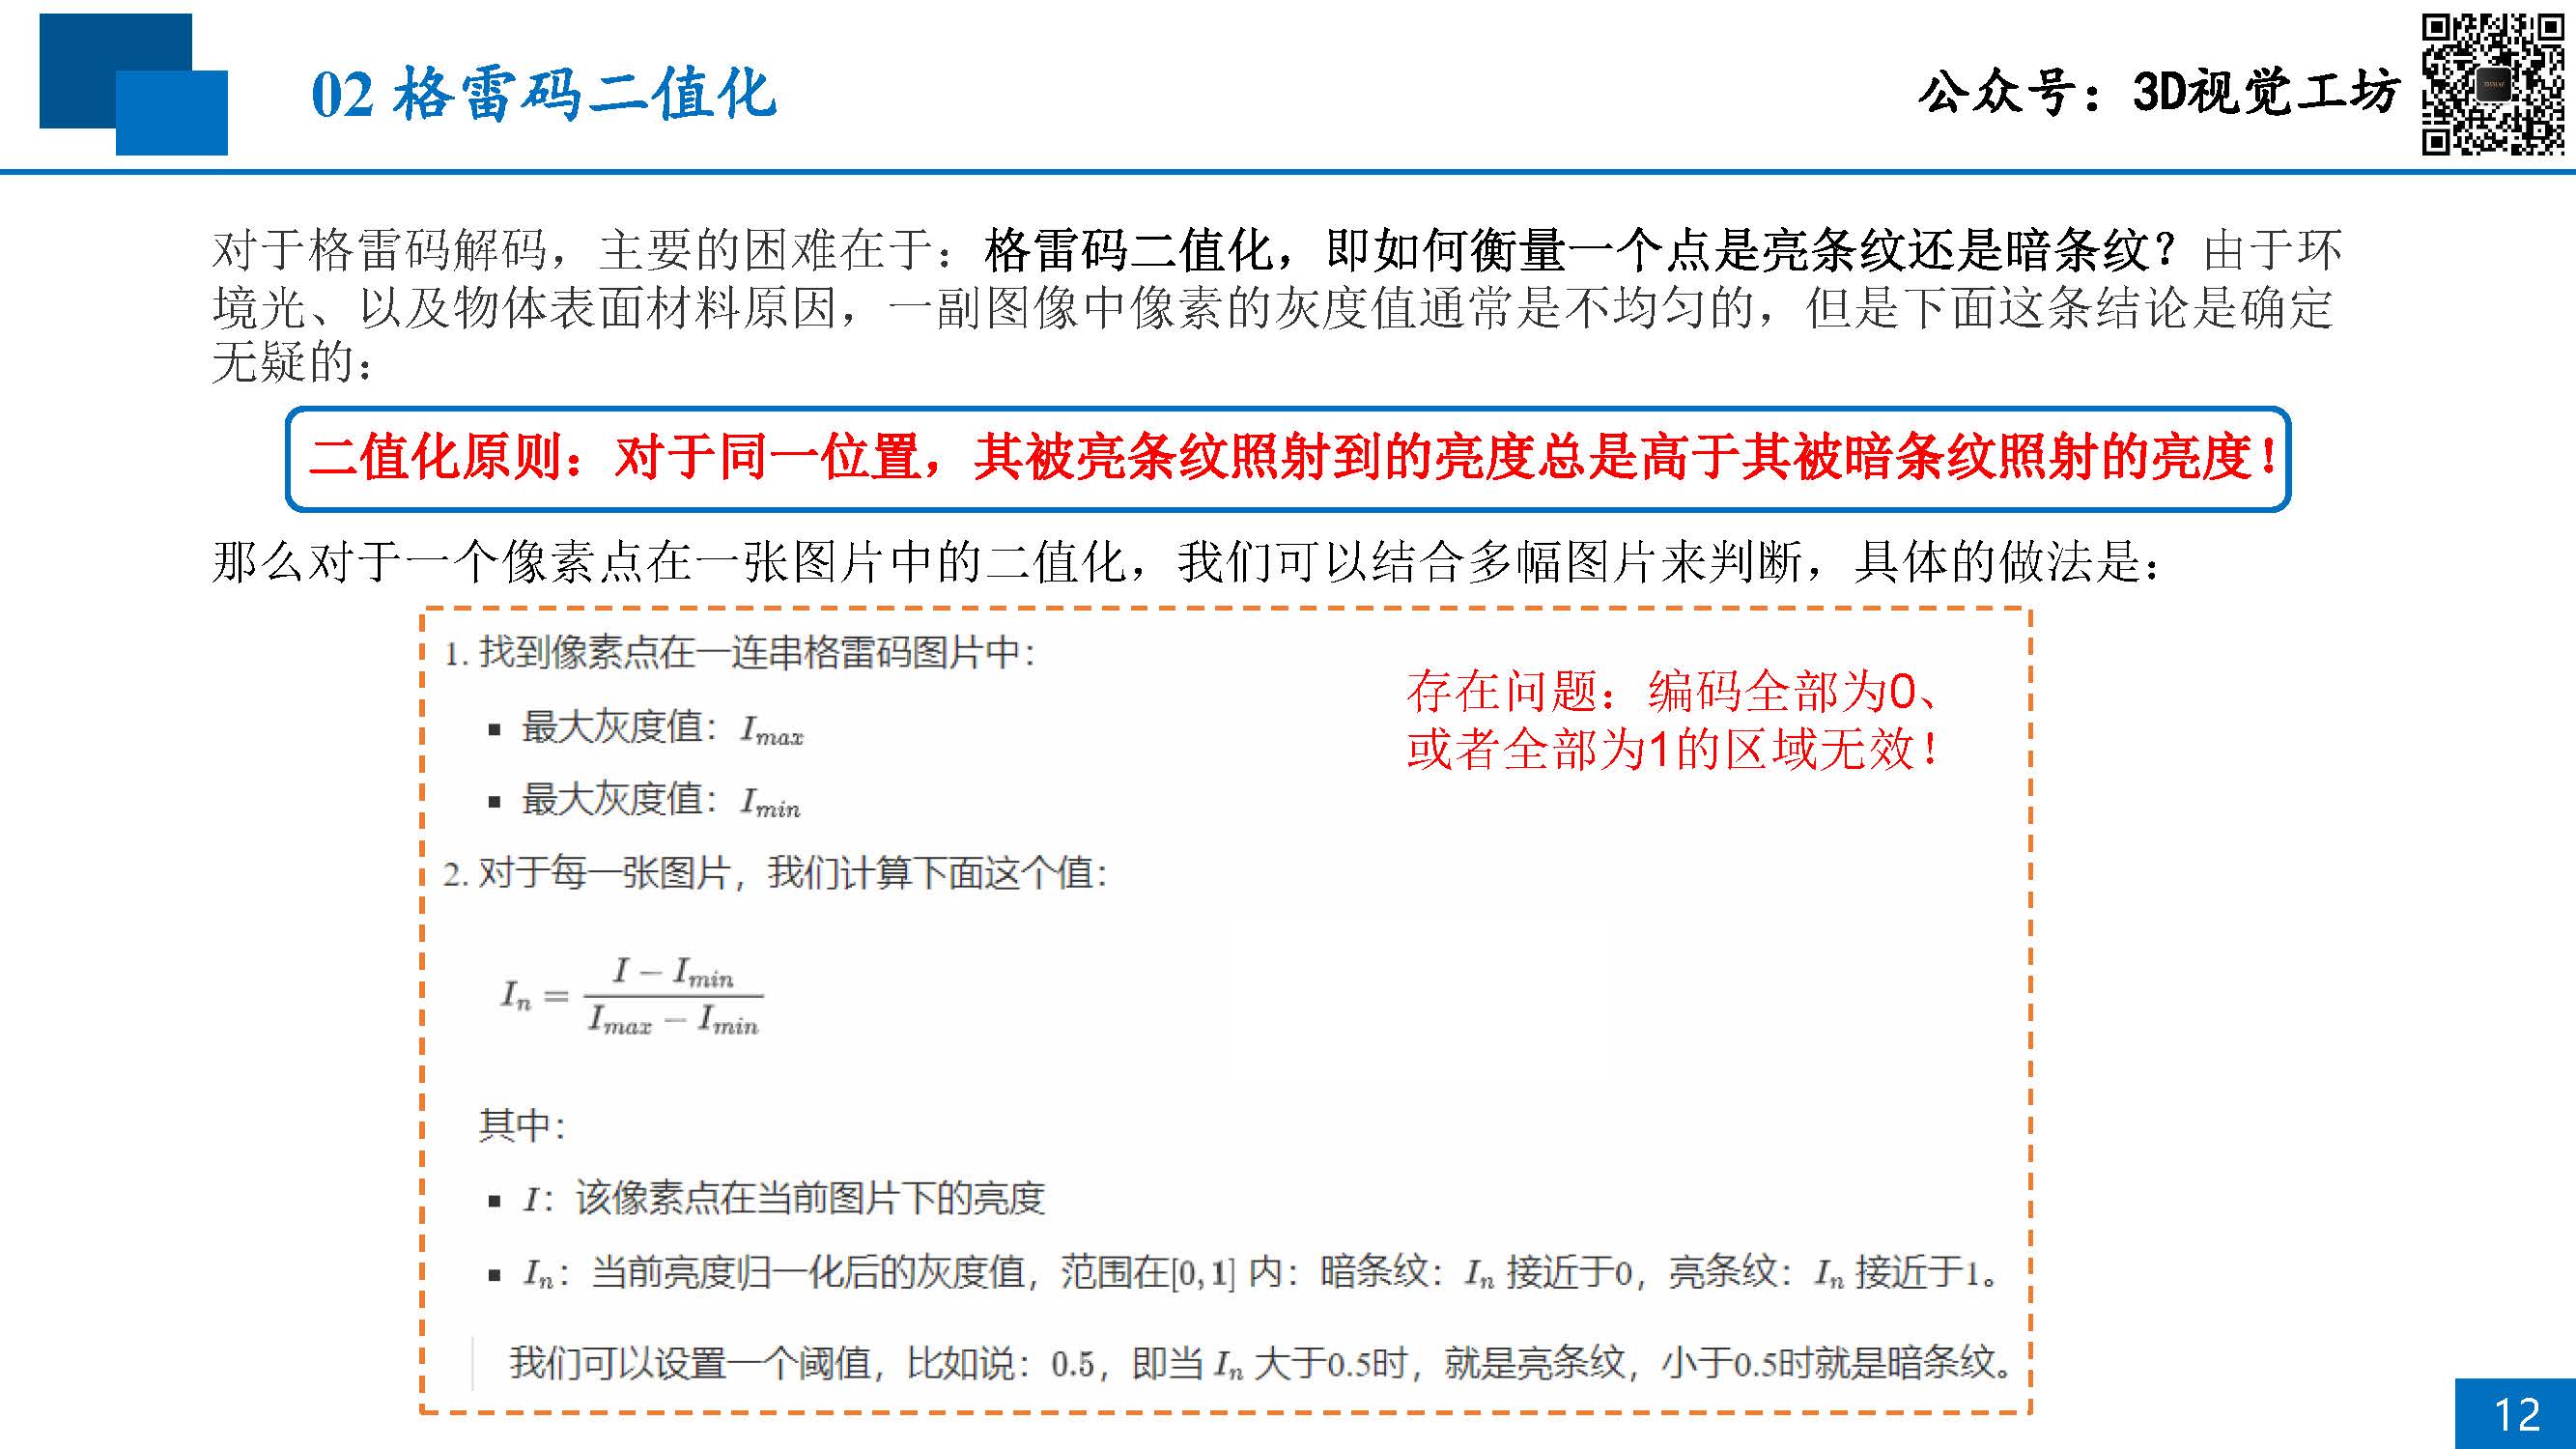 02 格雷码二值化
公众号：3D视觉工坊
对于格雷码解码，主要的困难在于：格雷码二值化，即如何衡量一个点是亮条纹还是暗条纹？由于环
境光、以及物体表面材料原因，一副图像中像素的灰度值通常是不均匀的，但是下面这条结论是确定
无疑的：
二值化原则：对于同一位置，其被亮条纹照射到的亮度总是高于其被暗条纹照射的亮度！
那么对于一个像素点在一张图片中的二值化，我们可以结合多幅图片来判断，具体的做法是：
1. 找到像素点在一连串格雷码图片中：
▪ 最大灰度值：I_{max}
▪ 最大灰度值：I_{min}
存在问题：编码全部为0、
或者全部为1的区域无效！
2. 对于每一张图片，我们计算下面这个值：
I_n = \frac{I - I_{min}}{I_{max} - I_{min}}
其中：
▪ I：该像素点在当前图片下的亮度
▪ I_n：当前亮度归一化后的灰度值，范围在[0, 1] 内：暗条纹：I_n 接近于0，亮条纹：I_n 接近于1。
我们可以设置一个阈值，比如说：0.5，即当 I_n 大于0.5时，就是亮条纹，小于0.5时就是暗条纹。
12